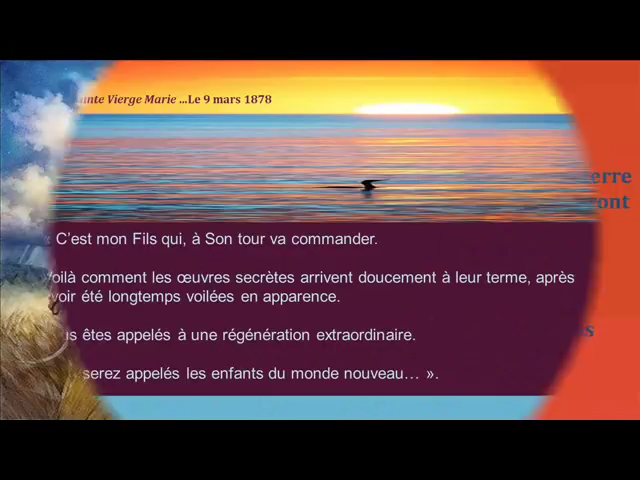 Vierge Marie ...Le 9 mars 1878
erre
ont
C’est mon Fils qui, à Son tour va commander.
oilà comment les œuvres secrètes arrivent doucement à leur terme, après
voir été longtemps voilées en apparence.
s êtes appelés à une régénération extraordinaire.
s
serez appelés les enfants du monde nouveau… ».